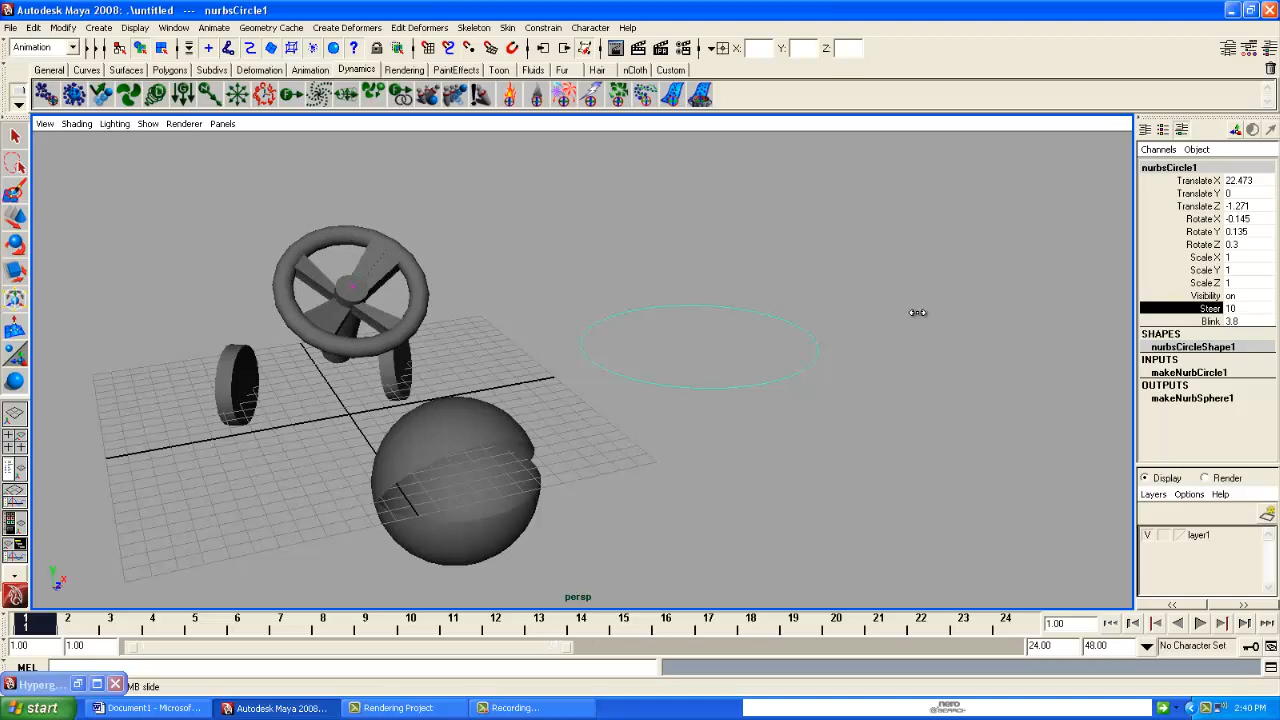 Autodesk Maya 2008: .\untitled --- nurbsCircle1
File Edit Modify Create Display Window Animate Geometry Cache Create Deformers Edit Deformers Skeleton Skin Constrain Character Help
Animation X: Y: Z:
General Curves Surfaces Polygons Subdivs Deformation Animation Dynamics Rendering PaintEffects Toon Fluids Fur Hair nCloth Custom
View Shading Lighting Show Renderer Panels
Channels Object
nurbsCircle1
Translate X 22.473
Translate Y 0
Translate Z -1.271
Rotate X -0.145
Rotate Y 0.135
Rotate Z 0.3
Scale X 1
Scale Y 1
Scale Z 1
Visibility on
Steer 10
Blink 3.8
SHAPES
nurbsCircleShape1
INPUTS
makeNurbCircle1
OUTPUTS
makeNurbSphere1
Display Render
Layers Options Help
V layer1
<< >>
y x z
persp
1 2 3 4 5 6 7 8 9 10 11 12 13 14 15 16 17 18 19 20 21 22 23 24
1 1.00
1.00 1.00 24.00 48.00 No Character Set
MEL
Hyperg... MB slide
start Document1 - Microsof... Autodesk Maya 2008... Rendering Project Recording... nero SEARCH 2:40 PM